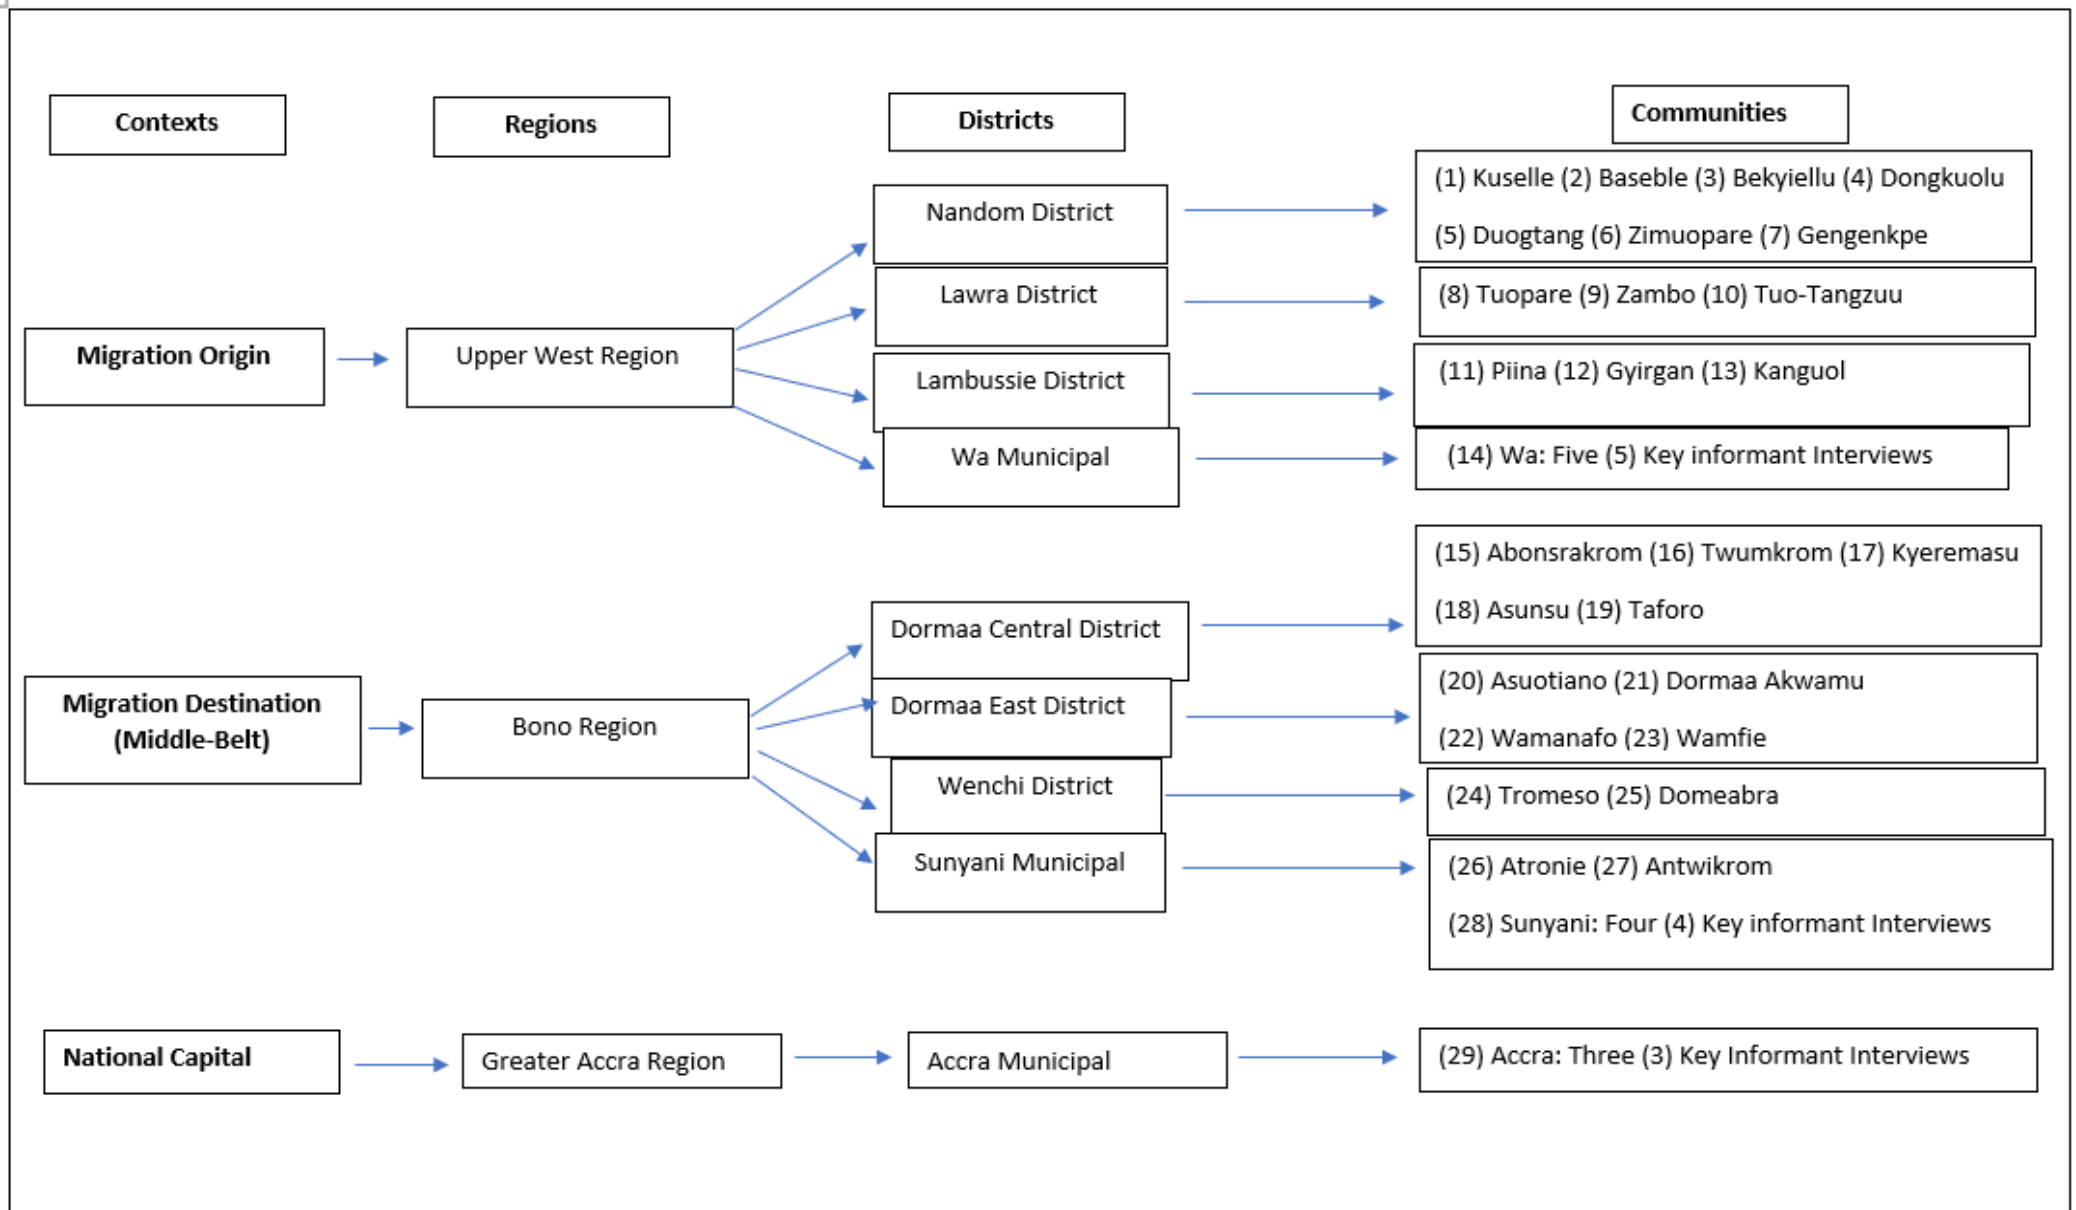 Contexts
Regions
Districts
Communities
Migration Origin
Upper West Region
Nandom District
(1) Kuselle (2) Baseble (3) Bekyiellu (4) Dongkuolu
(5) Duogtang (6) Zimuopare (7) Gengenkpe
Lawra District
(8) Tuopare (9) Zambo (10) Tuo-Tangzuu
Lambussie District
(11) Piina (12) Gyirgan (13) Kanguol
Wa Municipal
(14) Wa: Five (5) Key informant Interviews
Migration Destination
(Middle-Belt)
Bono Region
Dormaa Central District
(15) Abonsrakrom (16) Twumkrom (17) Kyeremasu
(18) Asunsu (19) Taforo
Dormaa East District
(20) Asuotiano (21) Dormaa Akwamu
(22) Wamanafo (23) Wamfie
Wenchi District
(24) Tromeso (25) Domeabra
Sunyani Municipal
(26) Atronie (27) Antwikrom
(28) Sunyani: Four (4) Key informant Interviews
National Capital
Greater Accra Region
Accra Municipal
(29) Accra: Three (3) Key Informant Interviews